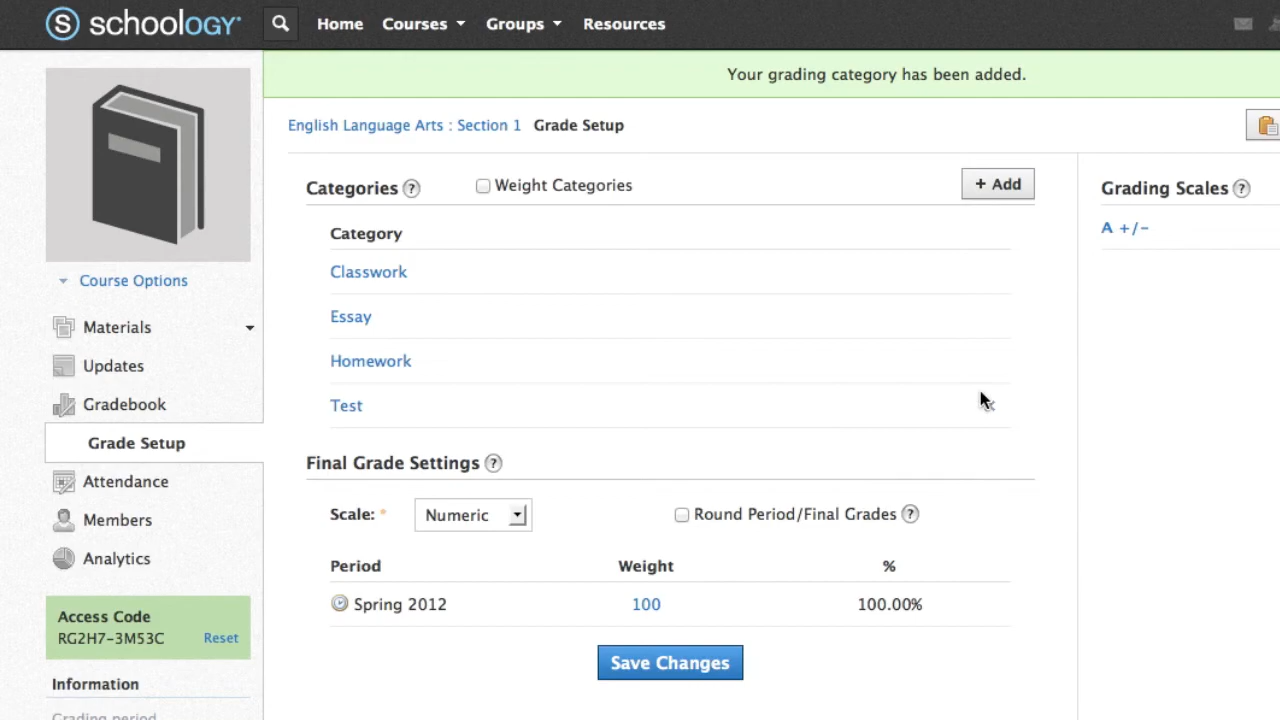 schoology
Home Courses Groups Resources
Your grading category has been added.
English Language Arts : Section 1 Grade Setup
Categories ? Weight Categories + Add
Grading Scales ?
A +/-
Category
Classwork
Essay
Homework
Test
Course Options
Materials
Updates
Gradebook
Grade Setup
Attendance
Members
Analytics
Final Grade Settings ?
Scale: * Numeric Round Period/Final Grades ?
Period Weight %
Spring 2012 100 100.00%
Save Changes
Access Code
RG2H7-3M53C Reset
Information
Grading period